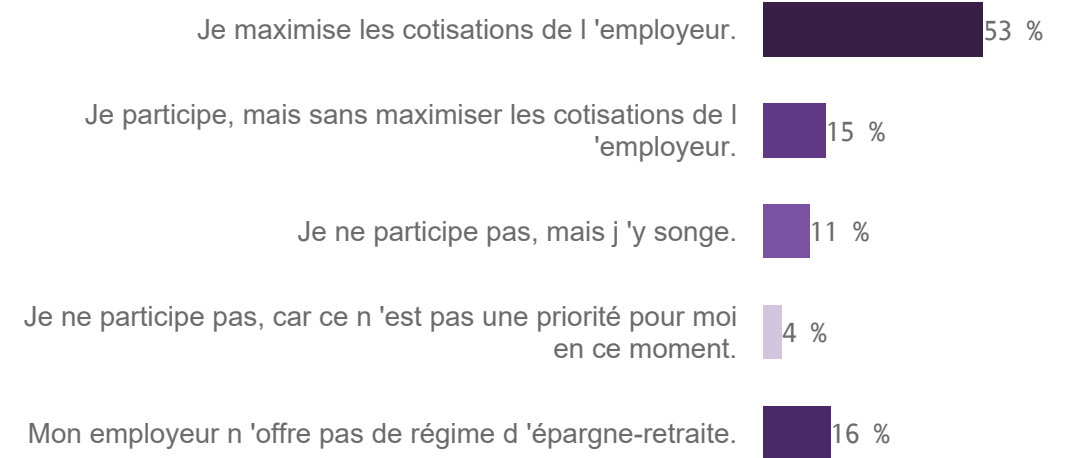 Je maximise les cotisations de l 'employeur.
53 %
Je participe, mais sans maximiser les cotisations de l
'employeur.
15 %
Je ne participe pas, mais j 'y songe.
11 %
Je ne participe pas, car ce n 'est pas une priorité pour moi
en ce moment.
4 %
Mon employeur n 'offre pas de régime d 'épargne-retraite.
16 %